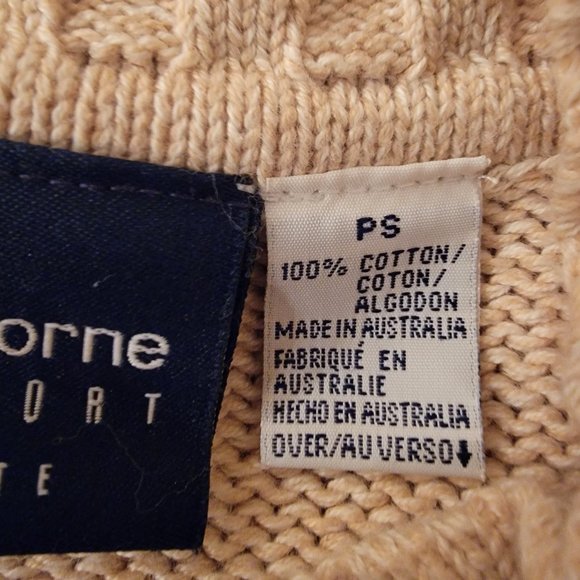 orne
ORT
TE
PS
100% COTTON/
COTON/
ALGODON
MADE IN AUSTRALIA
FABRIQUÉ EN
AUSTRALIE
HECHO EN AUSTRALIA
OVER/AU VERSO